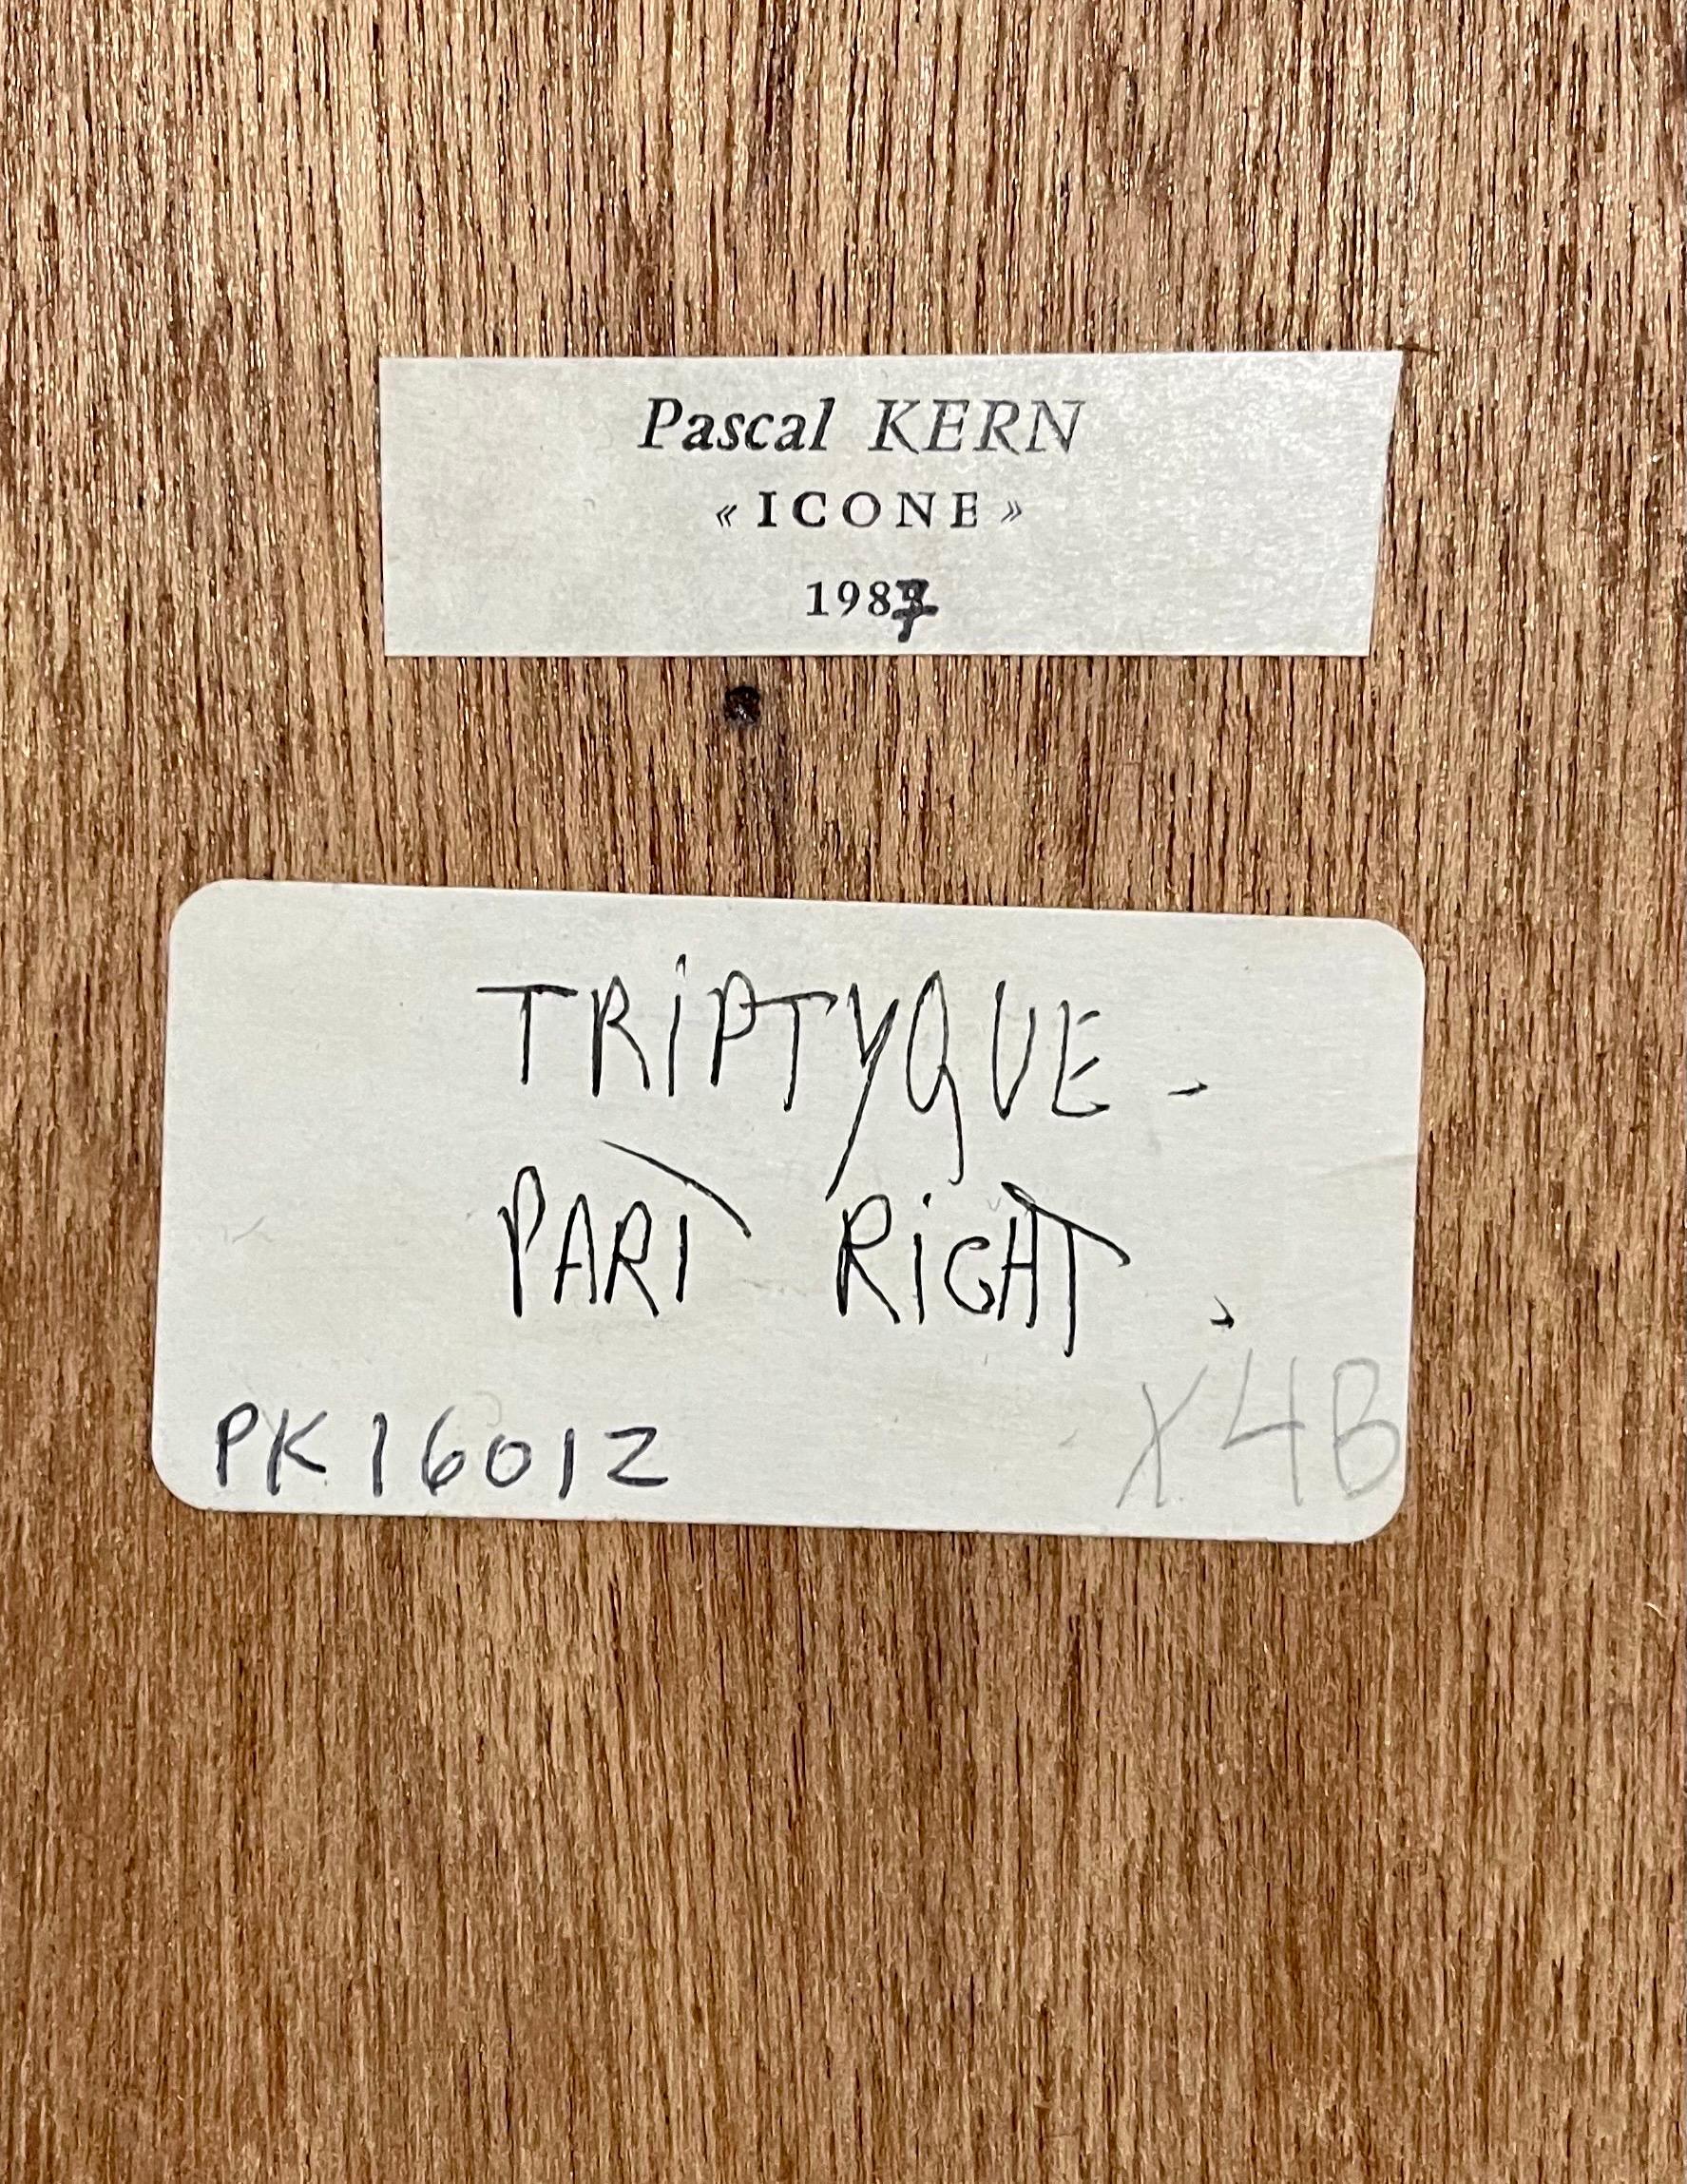 Pascal KERN
« ICONE »
1987
TRiPTYQUE -
PART RiGHT.
PK16012
X4B